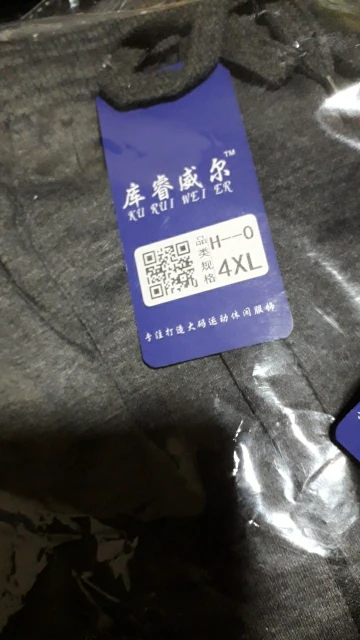 库睿威尔™
KU RUI WEI ER
品类 H--0
规格 4XL
专注打造大码运动休闲服饰